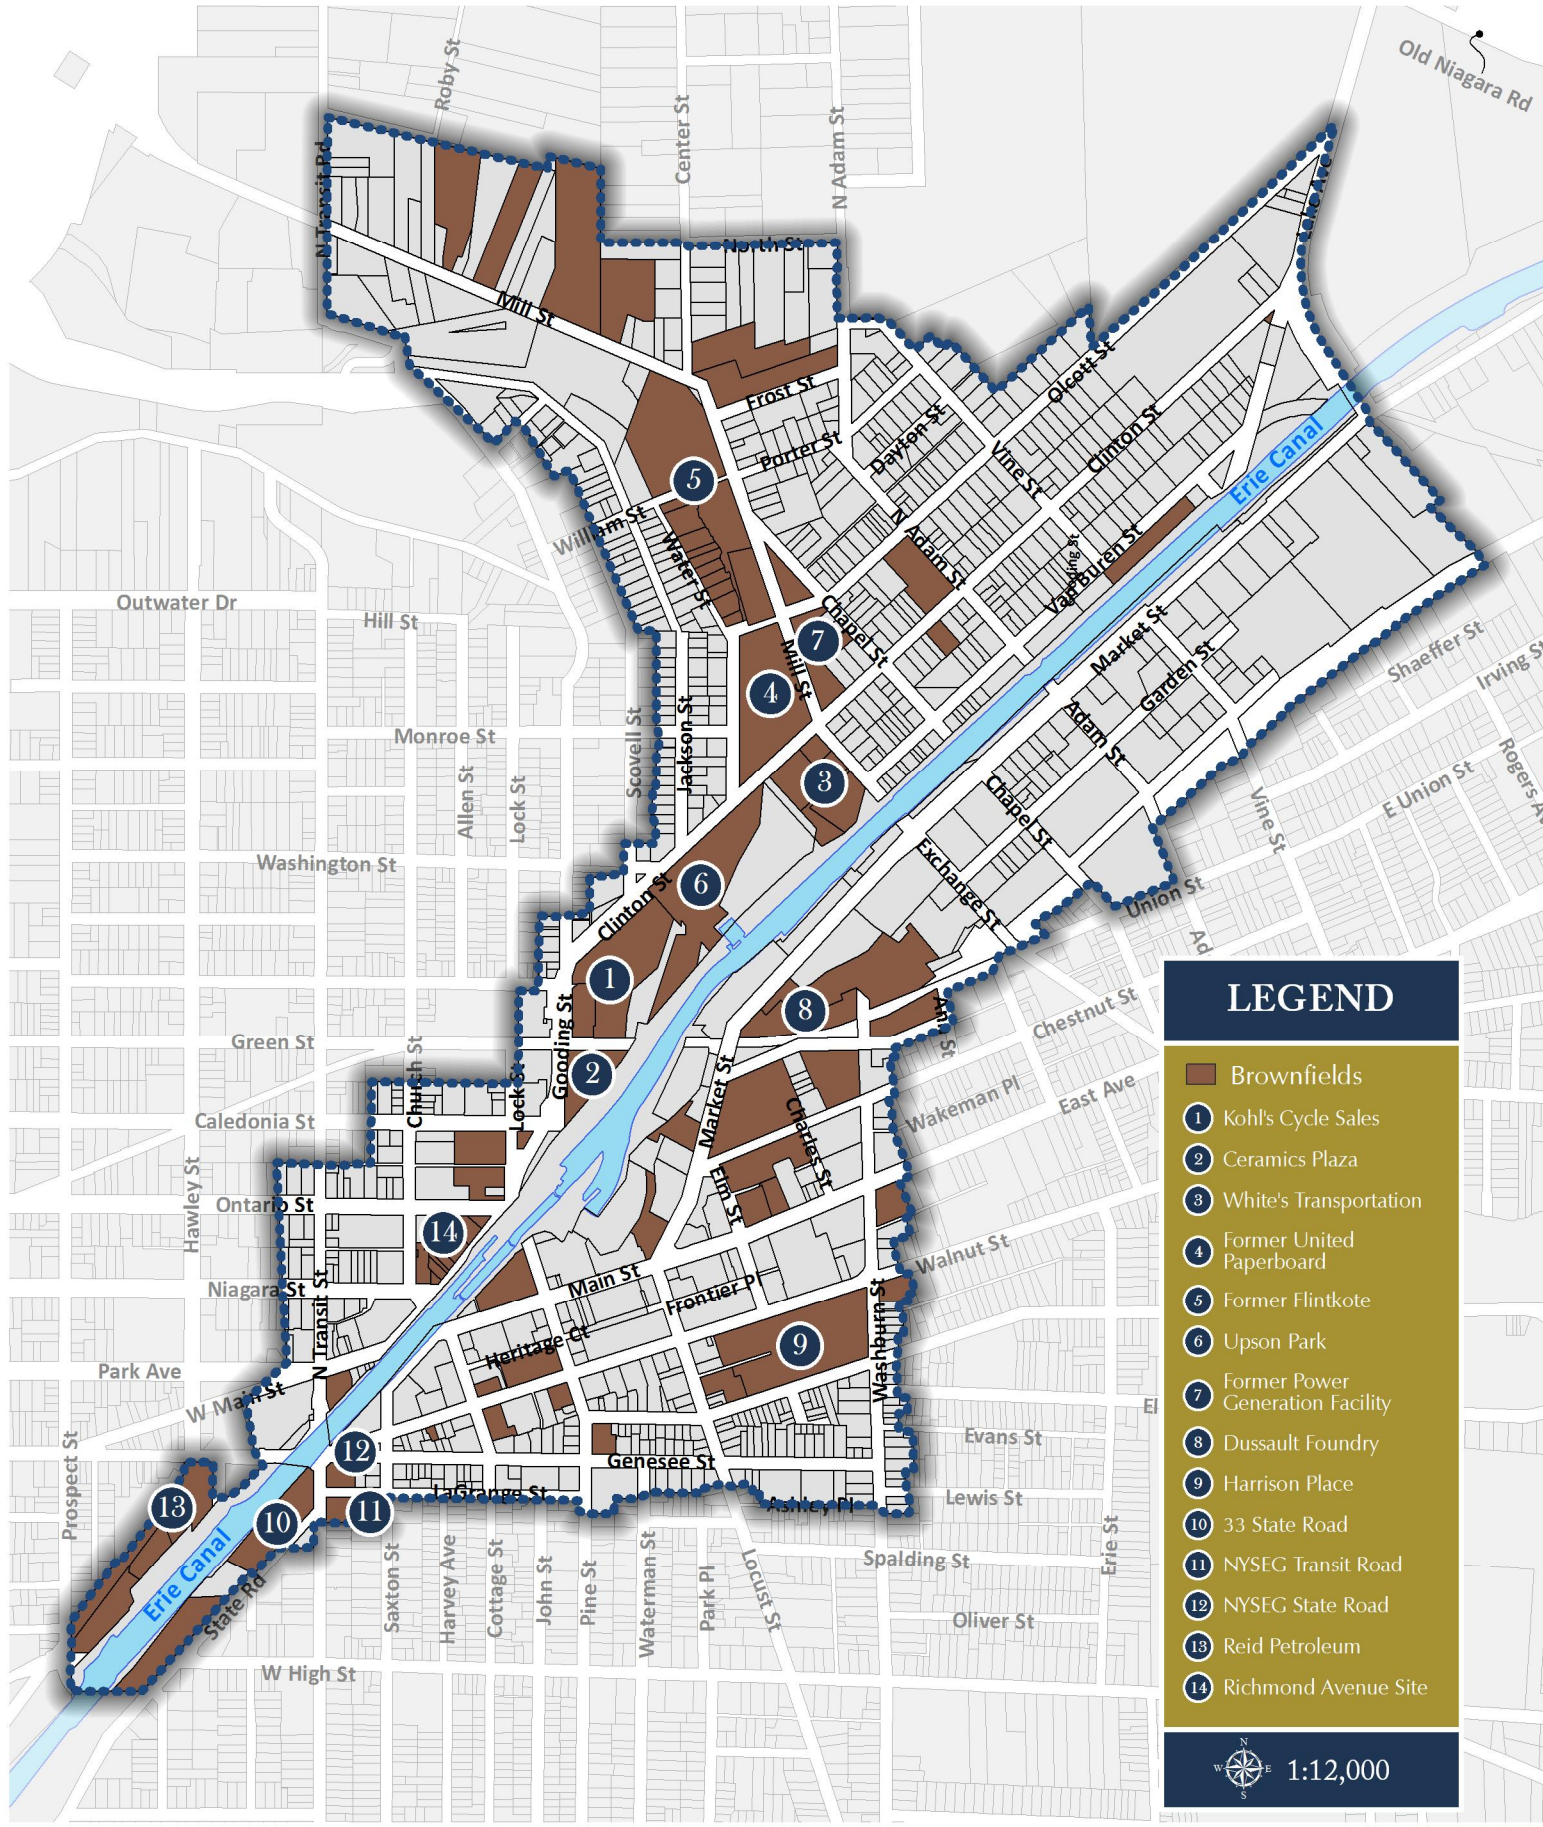 Old Niagara Rd
Roby St
Center St
N Adam St
N Transit Rd
North St
Mill St
Frost St
Olcott St
Porter St
Dayton St
Clinton St
Vine St
Erie Canal
William St
N Adam St
Water St
Van Buren St
Outwater Dr
Hill St
Chapel St
7
Market St
Shaeffer St
Irving St
5
Mill St
4
Garden St
Monroe St
Scovell St
Jackson St
Adam St
Rogers A
Allen St
Lock St
3
Chapel St
Vine St
E Union St
Washington St
Exchange St
6
Clinton St
Union St
Ad
1
8
Ann St
Chestnut St
Green St
Church St
Gooding St
2
Lock St
Market St
Wakeman Pl
East Ave
Caledonia St
Charles St
Hawley St
Ontario St
Elm St
14
Walnut St
Niagara St
N Transit St
Main St
Frontier Pl
Heritage Ct
9
Washburn St
Park Ave
W Main St
El
Prospect St
12
Evans St
Genesee St
LaGrange St
Ashley Pl
Lewis St
13
10
11
Erie Canal
State Rd
Saxton St
Harvey Ave
Cottage St
John St
Pine St
Waterman St
Park Pl
Locust St
Spalding St
Erie St
Oliver St
W High St
LEGEND
Brownfields
1 Kohl's Cycle Sales
2 Ceramics Plaza
3 White's Transportation
4 Former United
Paperboard
5 Former Flintkote
6 Upson Park
7 Former Power
Generation Facility
8 Dussault Foundry
9 Harrison Place
10 33 State Road
11 NYSEG Transit Road
12 NYSEG State Road
13 Reid Petroleum
14 Richmond Avenue Site
N
W E
S
1:12,000